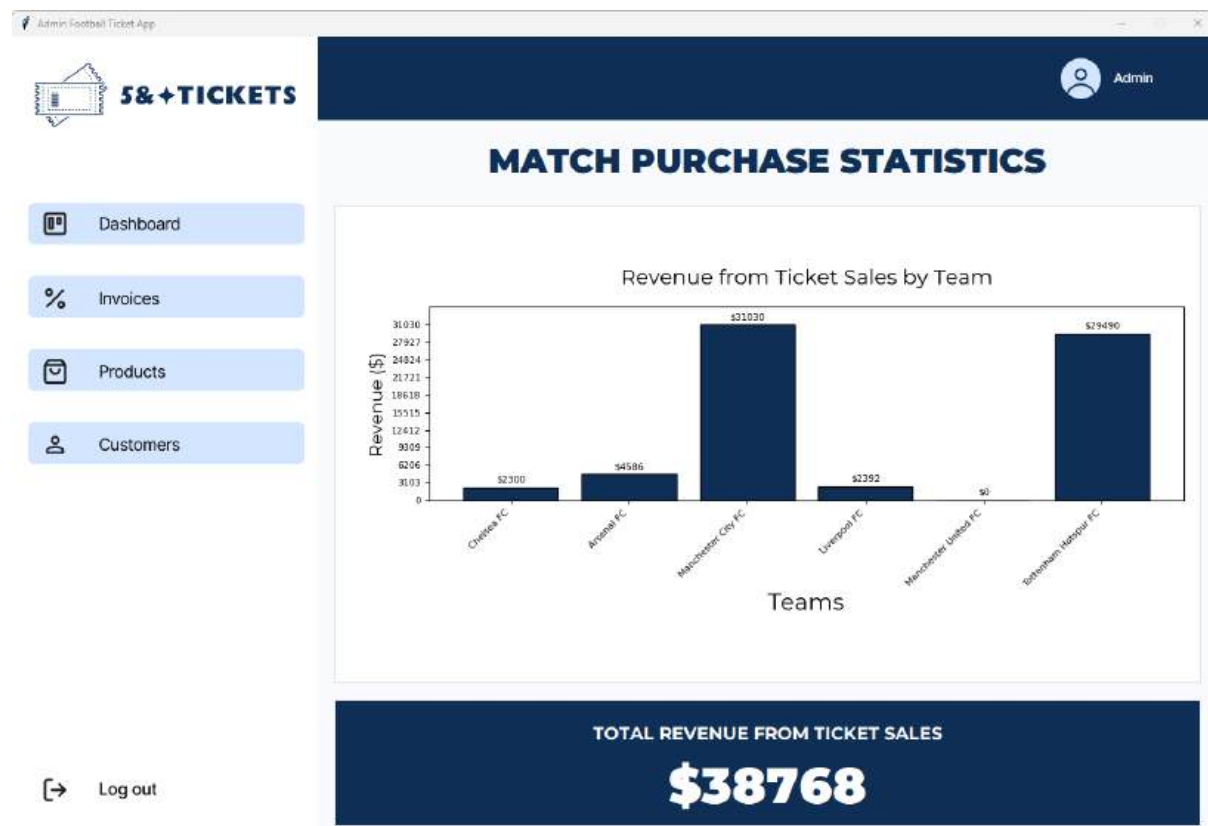 Admin Football Ticket App
5&+TICKETS
Admin
MATCH PURCHASE STATISTICS
Dashboard
Invoices
Products
Customers
Log out
Revenue from Ticket Sales by Team
Revenue ($)
31030
27927
24824
21721
18618
15515
12412
9309
6206
3103
0
$2300
$4586
$31030
$2392
$0
$29490
Chelsea FC
Arsenal FC
Manchester City FC
Liverpool FC
Manchester United FC
Tottenham Hotspur FC
Teams
TOTAL REVENUE FROM TICKET SALES
$38768